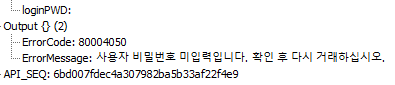 loginPWD:
Output {} (2)
ErrorCode: 80004050
ErrorMessage: 사용자 비밀번호 미입력입니다. 확인 후 다시 거래하십시오.
API_SEQ: 6bd007fdec4a307982ba5b33af22f4e9